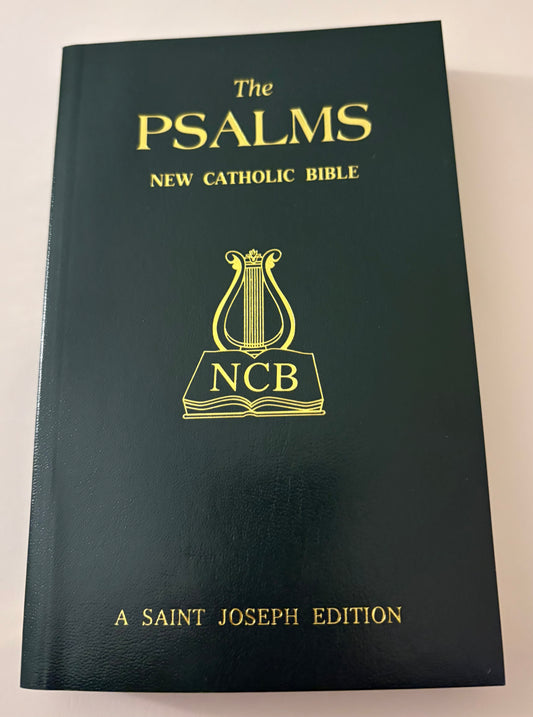 The
PSALMS
NEW CATHOLIC BIBLE
NCB
A SAINT JOSEPH EDITION